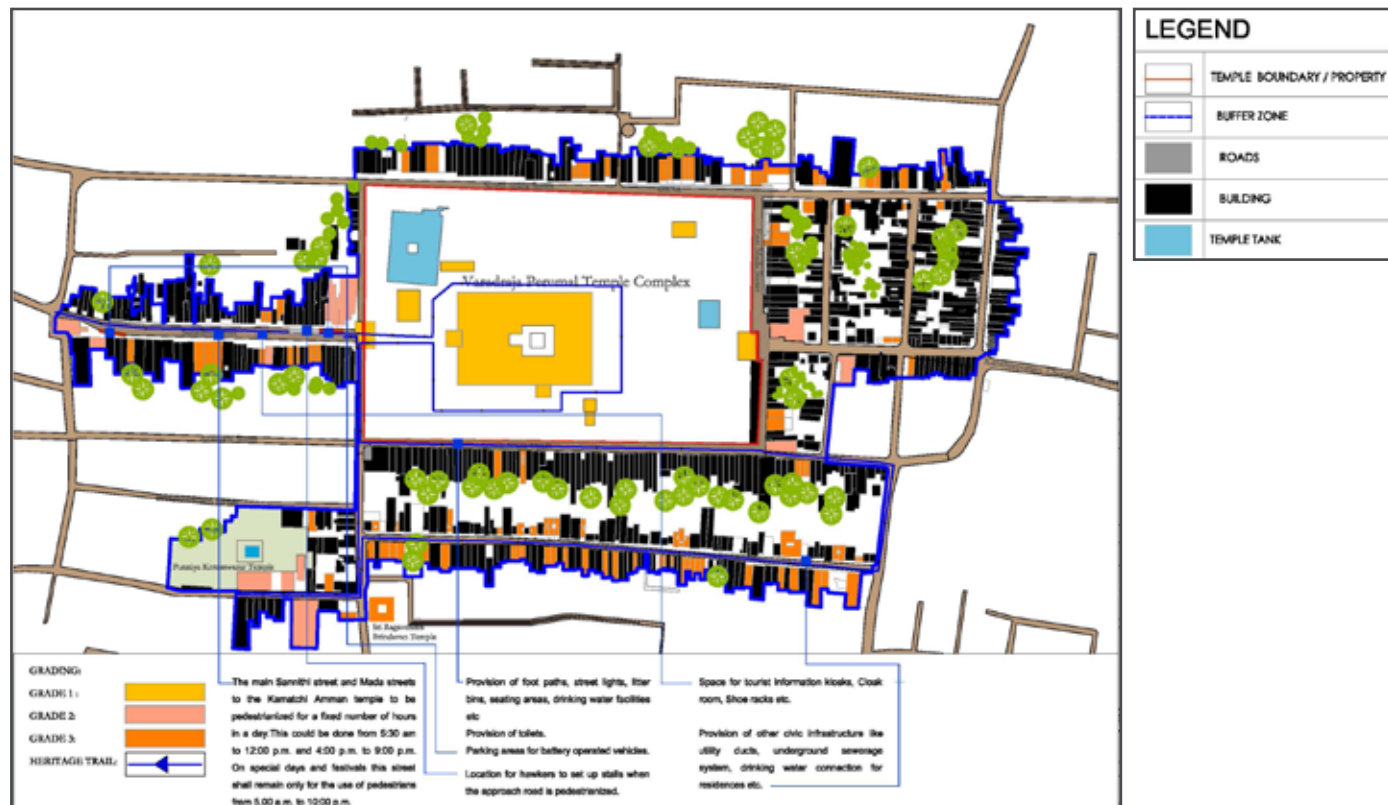 LEGEND
TEMPLE BOUNDARY / PROPERTY
BUFFER ZONE
ROADS
BUILDING
TEMPLE TANK
Varadraja Perumal Temple Complex
Temple
Sri
Temple
GRADING:
GRADE 1 :
GRADE 2:
GRADE 3:
HERITAGE TRAIL:
The main Sannithi street and Mada streets
to the Kamatchi Amman temple to be
pedestrianized for a fixed number of hours
in a day. This could be done from 5:30 am
to 12:00 p.m. and 4:00 p.m. to 9:00 p.m.
On special days and festivals this street
shall remain only for the use of pedestrians
from 5.00 a.m. to 10:00 p.m.
Provision of foot paths, street lights, litter
bins, seating areas, drinking water facilities
etc
Provision of toilets.
Parking areas for battery operated vehicles.
Location for hawkers to set up stalls when
the approach road is pedestrianized.
Space for tourist information kiosks, Cloak
room, Shoe racks etc.
Provision of other civic infrastructure like
utility ducts, underground sewerage
system, drinking water connection for
residences etc.